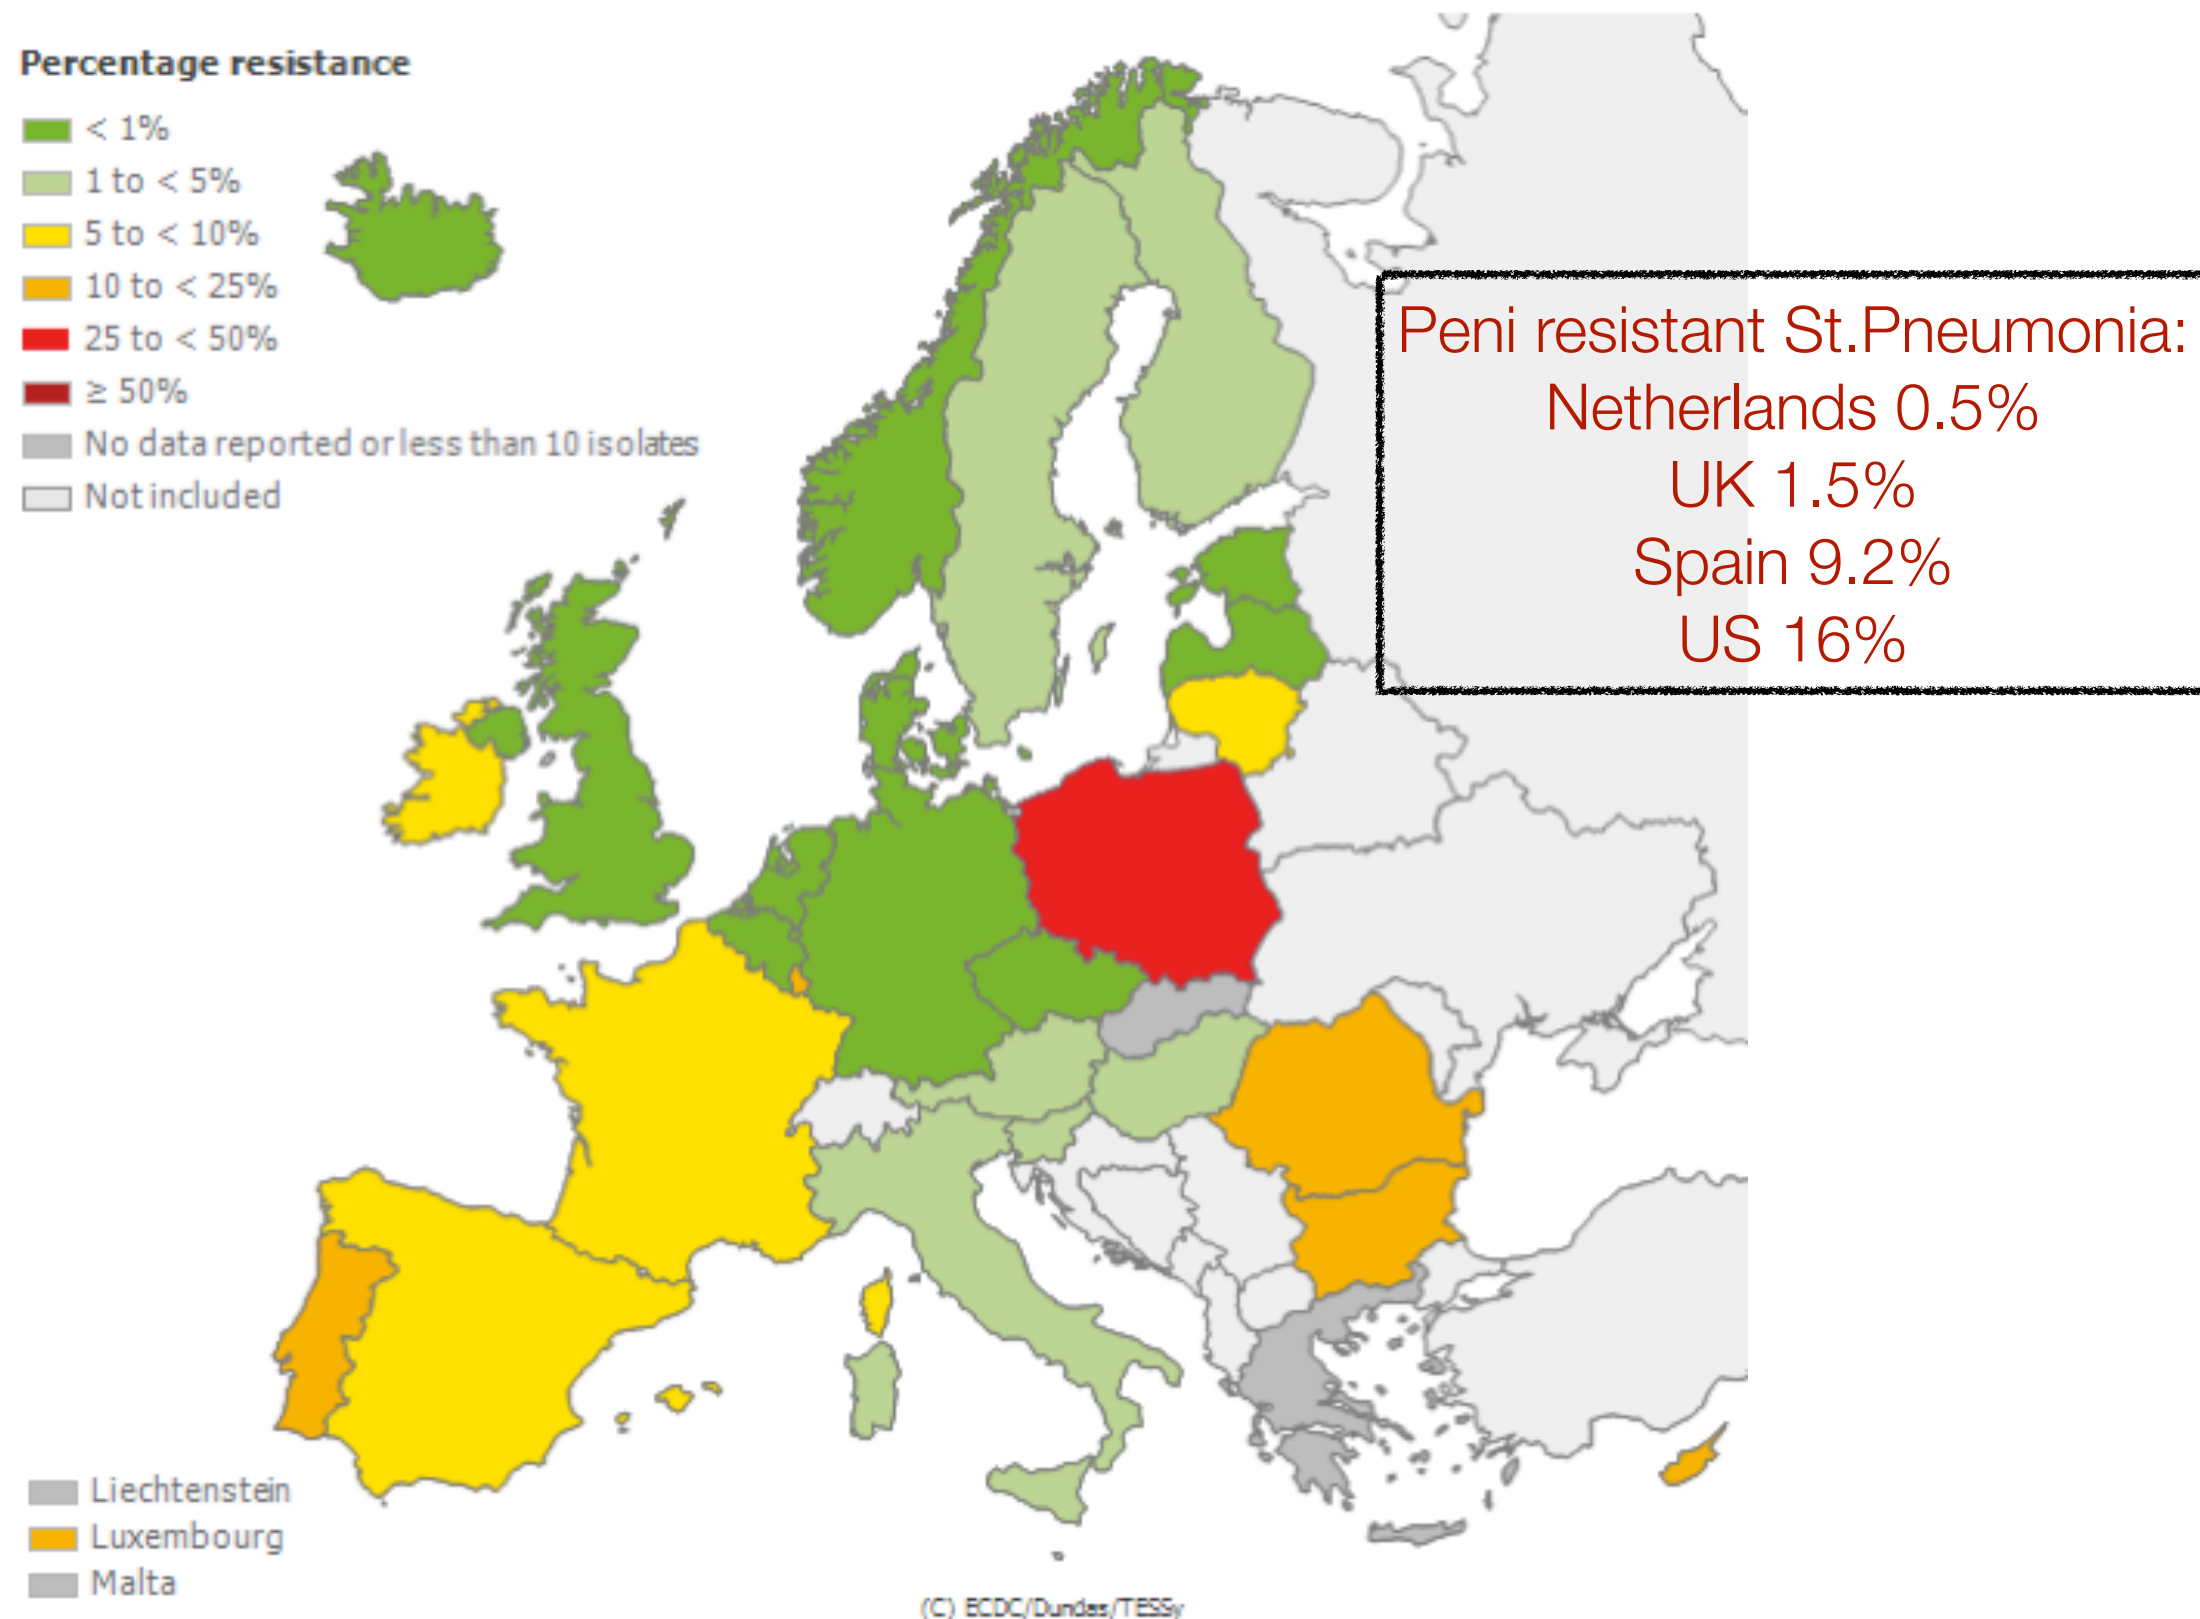 Percentage resistance
< 1%
1 to < 5%
5 to < 10%
10 to < 25%
25 to < 50%
≥ 50%
No data reported or less than 10 isolates
Not included
Peni resistant St.Pneumonia:
Netherlands 0.5%
UK 1.5%
Spain 9.2%
US 16%
Liechtenstein
Luxembourg
Malta
(C) ECDC/Dundas/TESSy